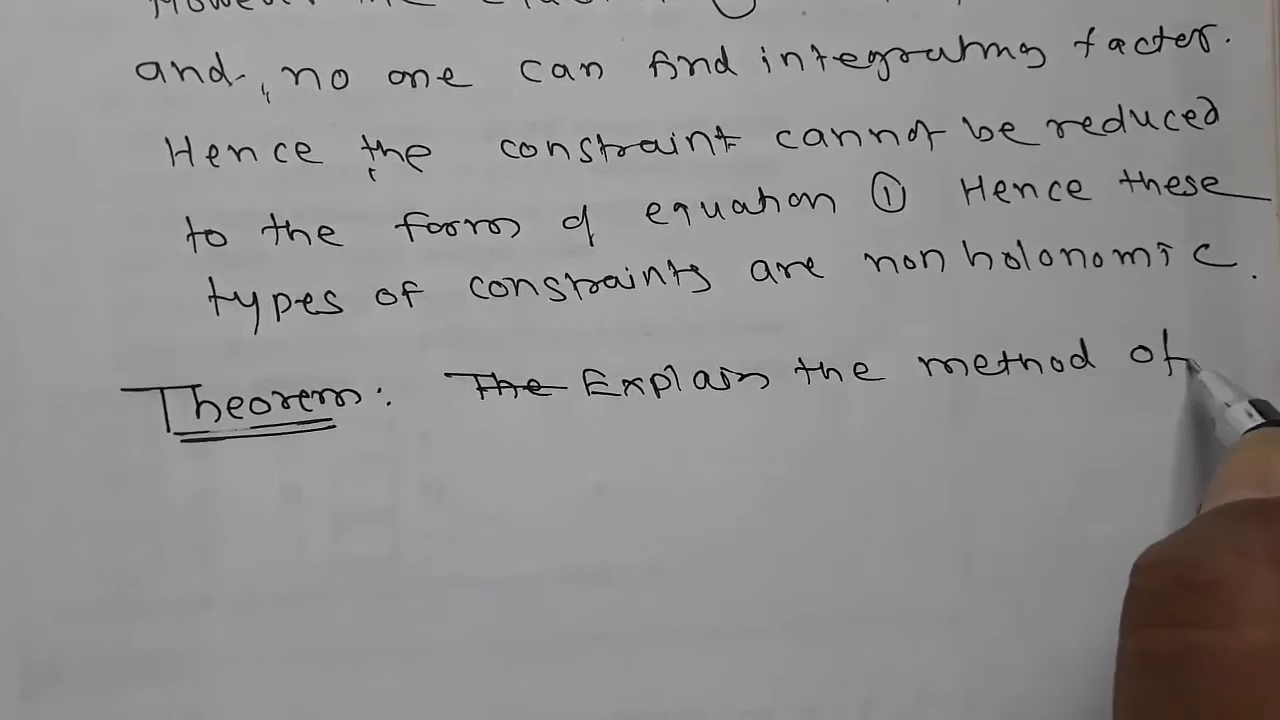 and, no one can find integrating facter.
Hence the constraint cannot be reduced
to the form of equation ① Hence these
types of constraints are non holonomic.
Theorem: The Explain the method of